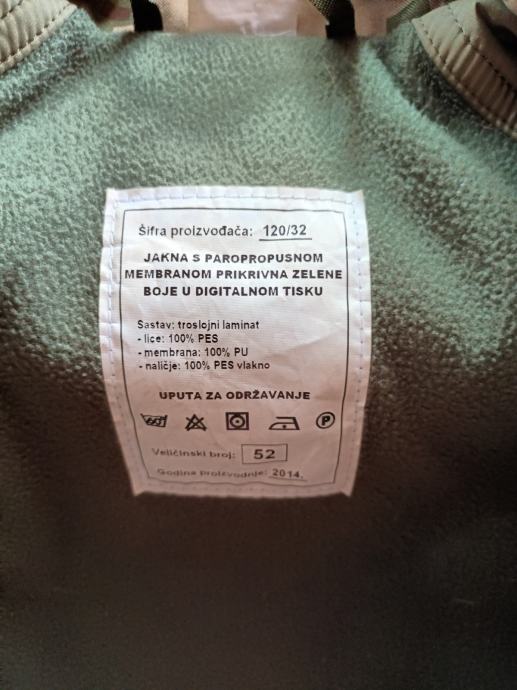 Šifra proizvođača: 120/32
JAKNA S PAROPROPUSNOM
MEMBRANOM PRIKRIVNA ZELENE
BOJE U DIGITALNOM TISKU
Sastav: troslojni laminat
- lice: 100% PES
- membrana: 100% PU
- naličje: 100% PES vlakno
UPUTA ZA ODRŽAVANJE
P
Veličinski broj: 52
Godina proizvodnje: 2014.